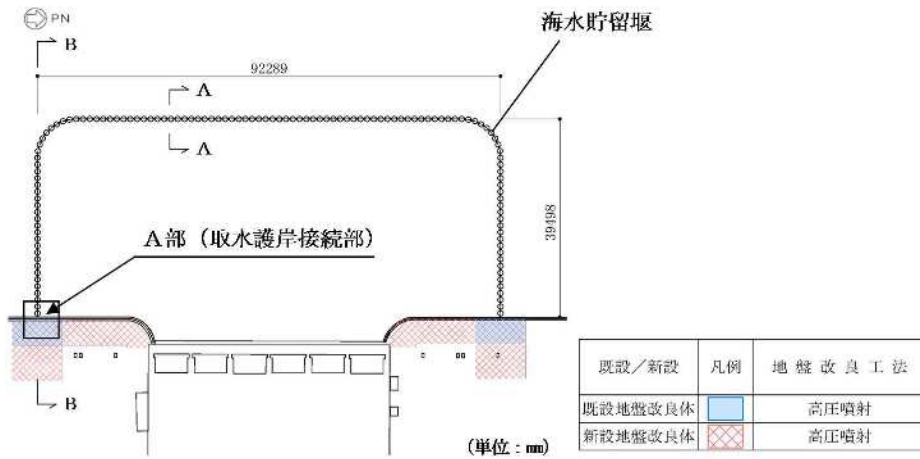 PN
B
海水貯留堰
92289
A
A
39498
A部（取水護岸接続部）
B
(単位：mm)
既設／新設 凡例 地盤改良工法
既設地盤改良体 高圧噴射
新設地盤改良体 高圧噴射